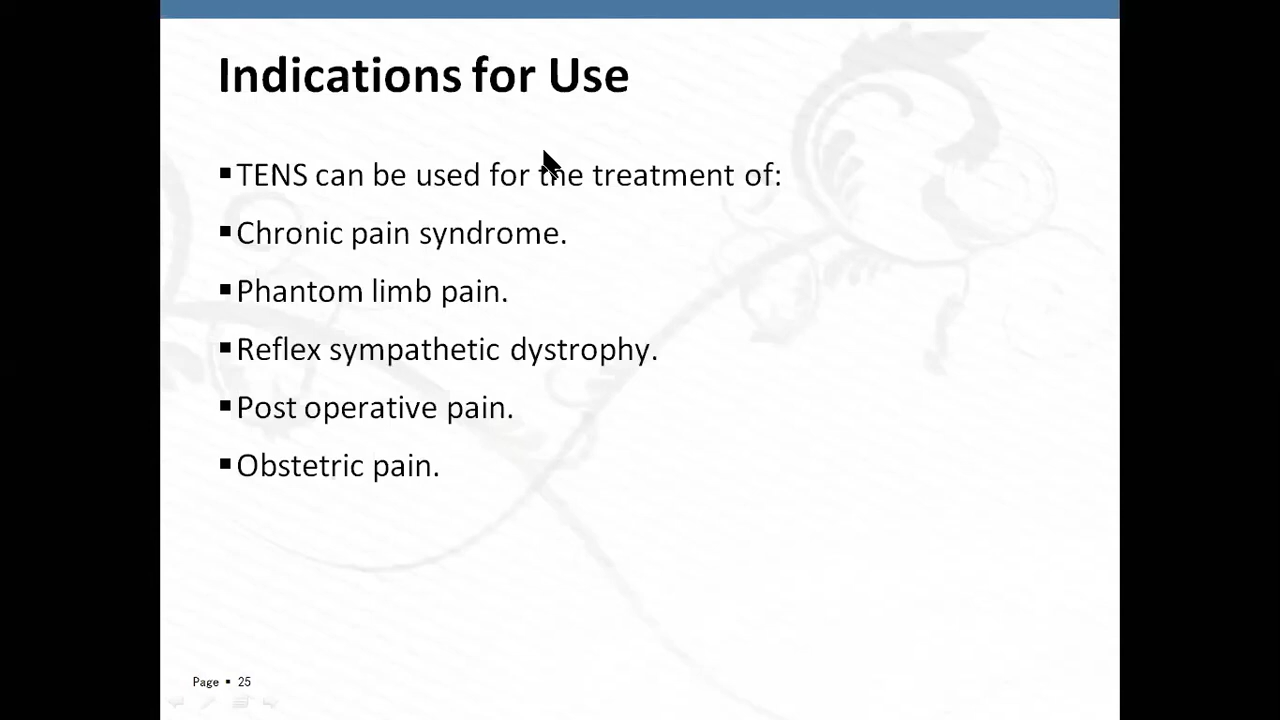 Indications for Use
▪TENS can be used for the treatment of:
▪Chronic pain syndrome.
▪Phantom limb pain.
▪Reflex sympathetic dystrophy.
▪Post operative pain.
▪Obstetric pain.
Page ▪ 25